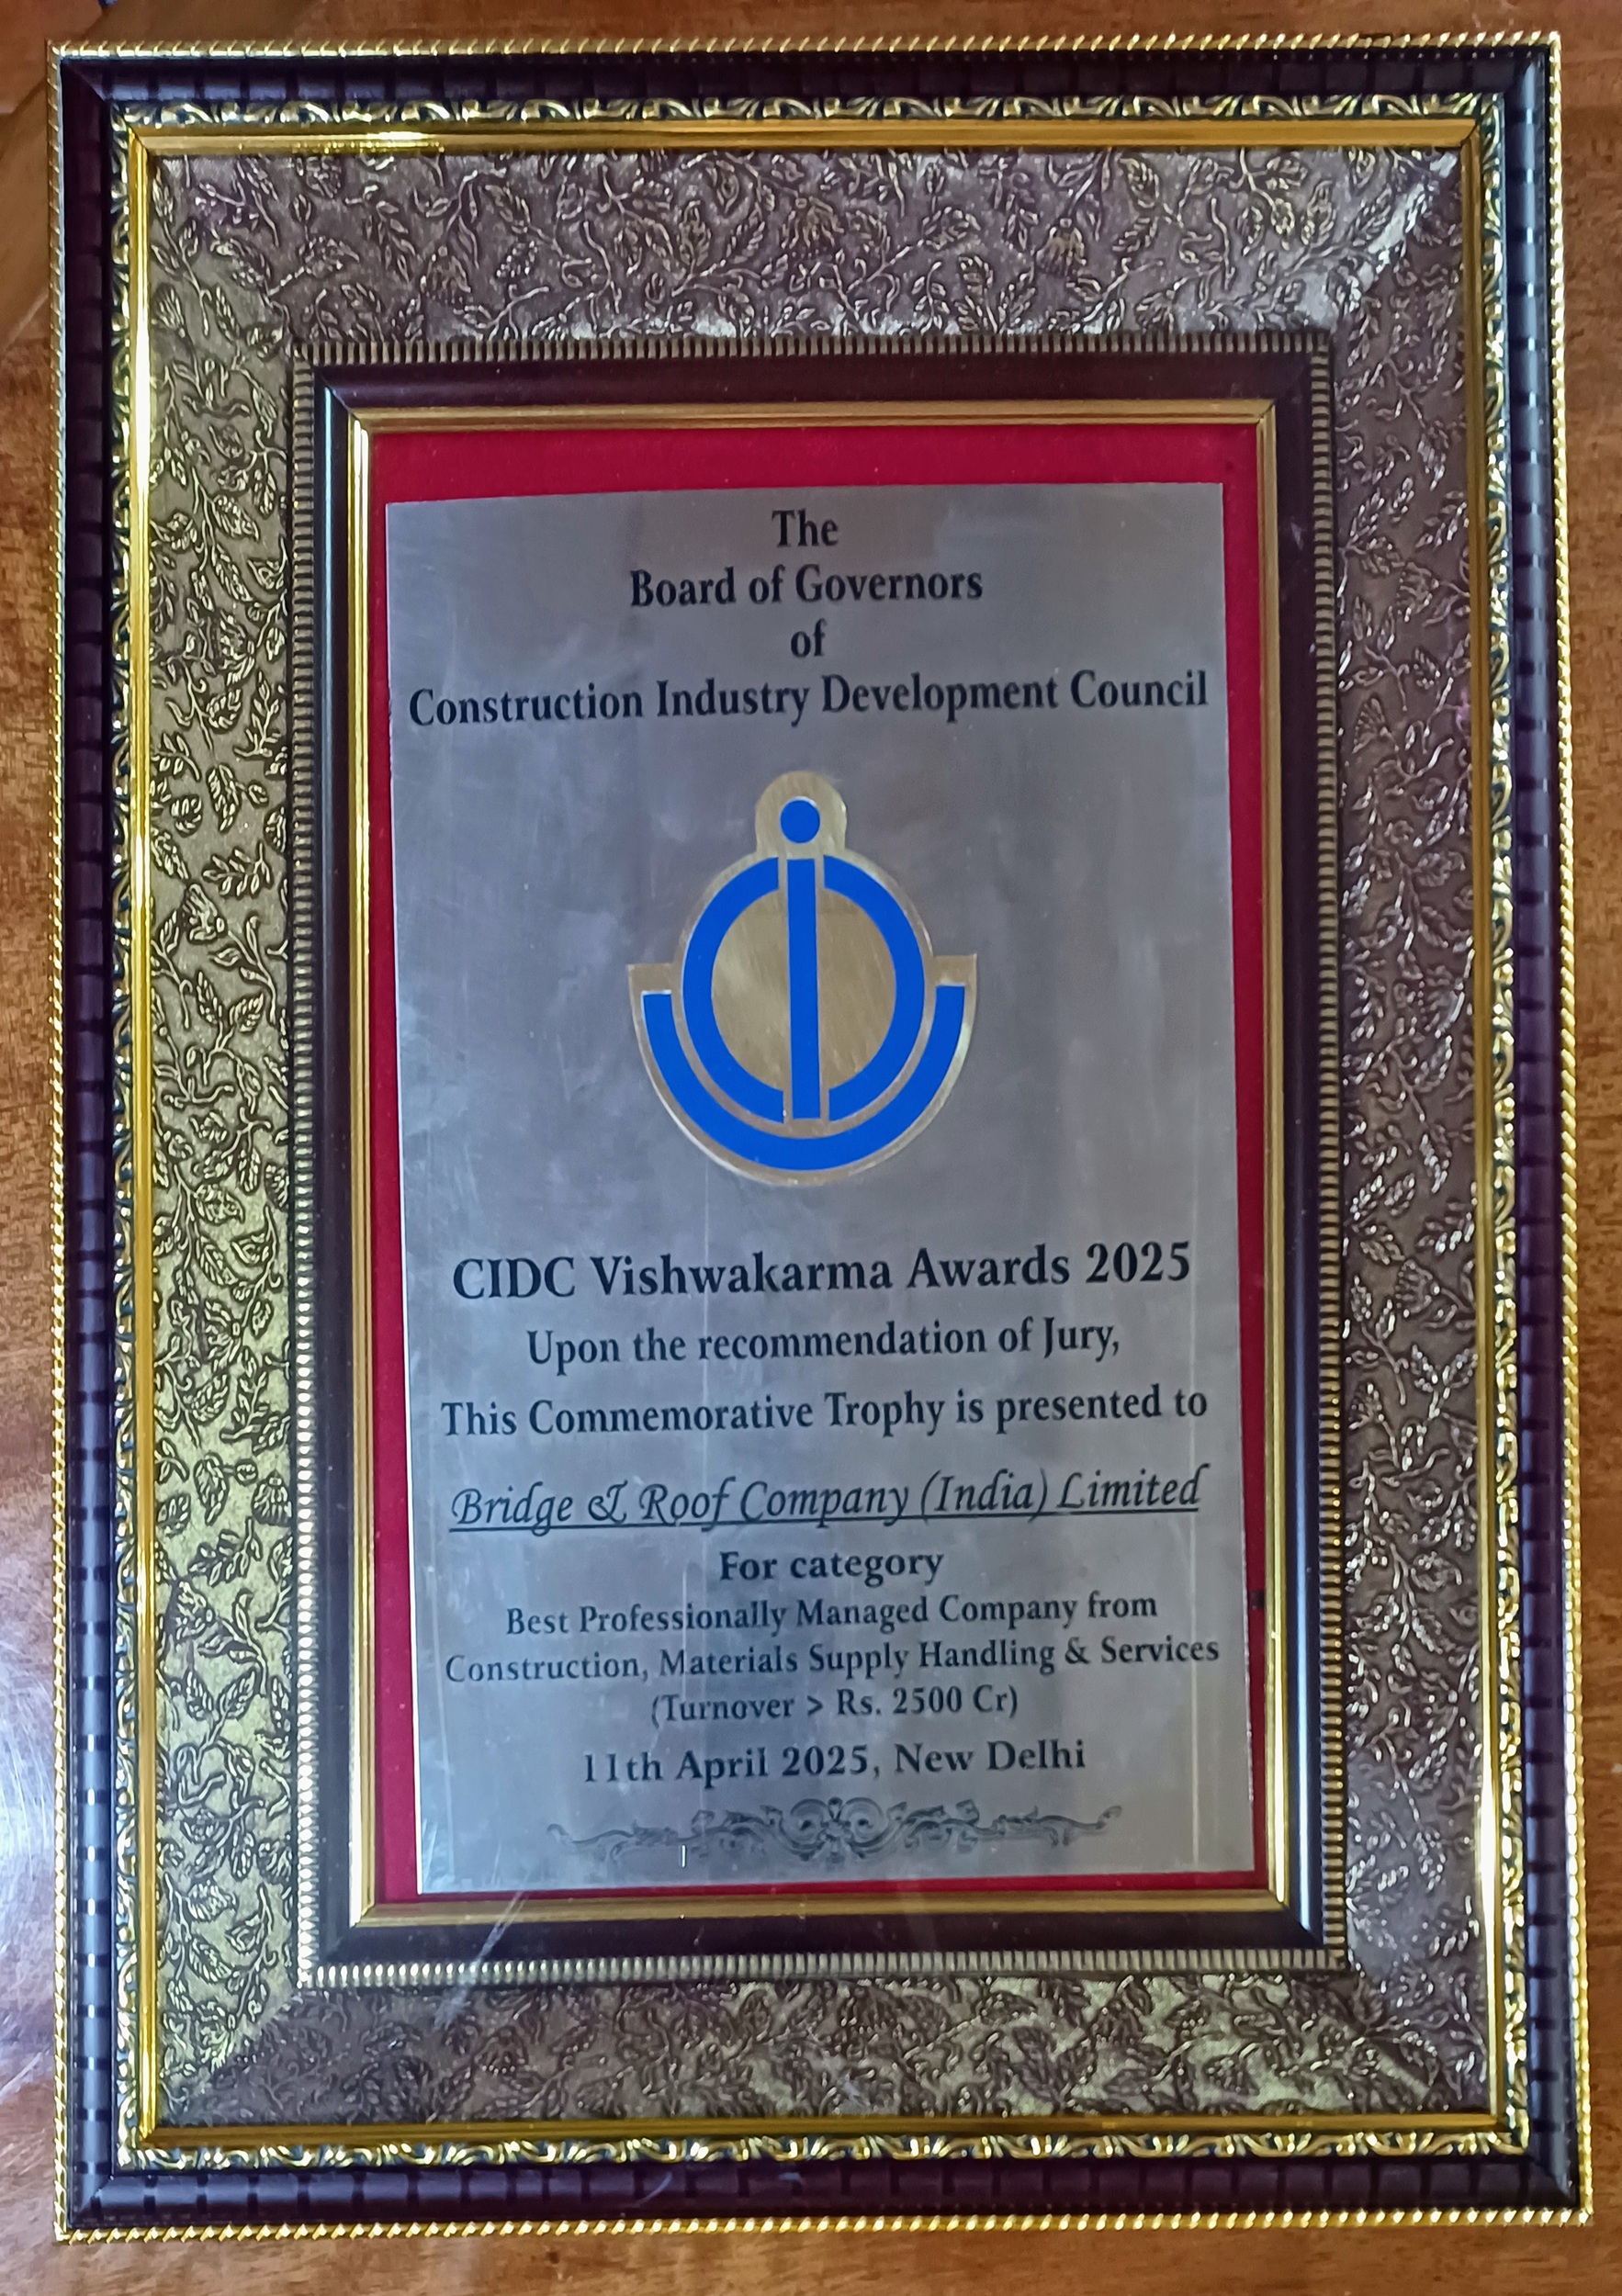 The
Board of Governors
of
Construction Industry Development Council
CIDC Vishwakarma Awards 2025
Upon the recommendation of Jury,
This Commemorative Trophy is presented to
Bridge & Roof Company (India) Limited
For category
Best Professionally Managed Company from
Construction, Materials Supply Handling & Services
(Turnover > Rs. 2500 Cr)
11th April 2025, New Delhi